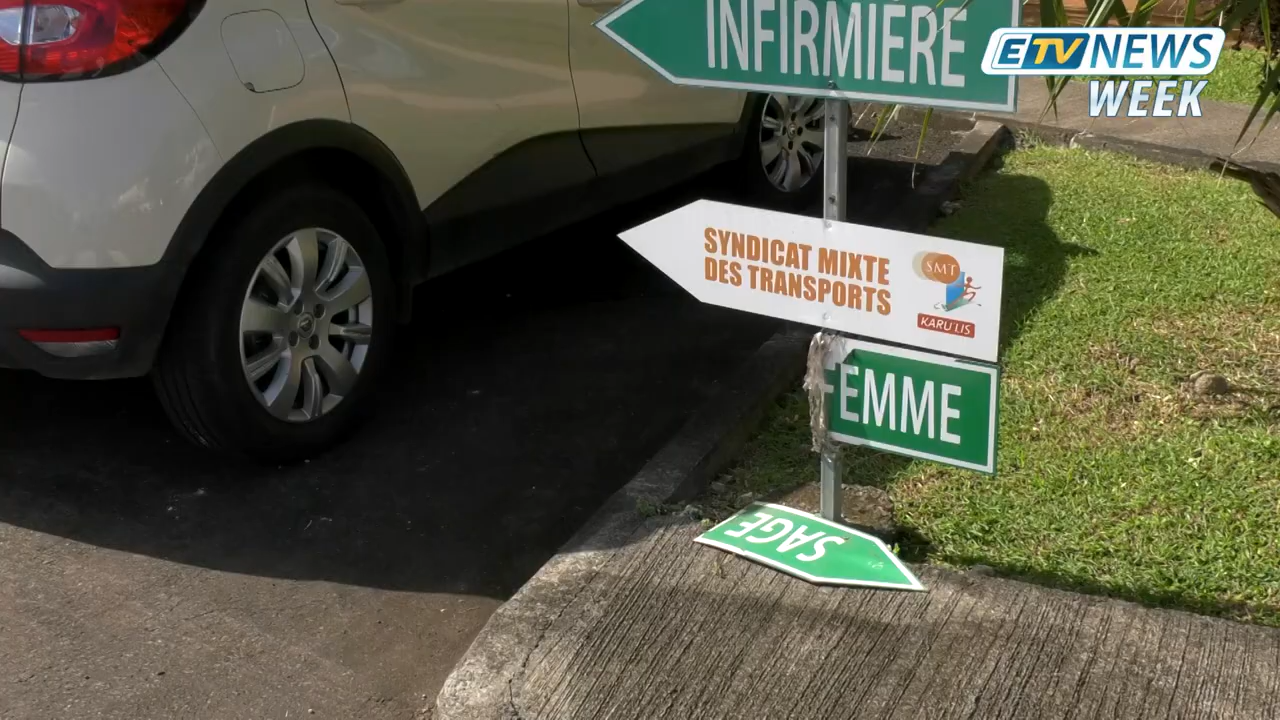 INFIRMIÈRE
ETV NEWS
WEEK
SYNDICAT MIXTE
DES TRANSPORTS
SMT
KARU'LIS
FEMME
SAGE